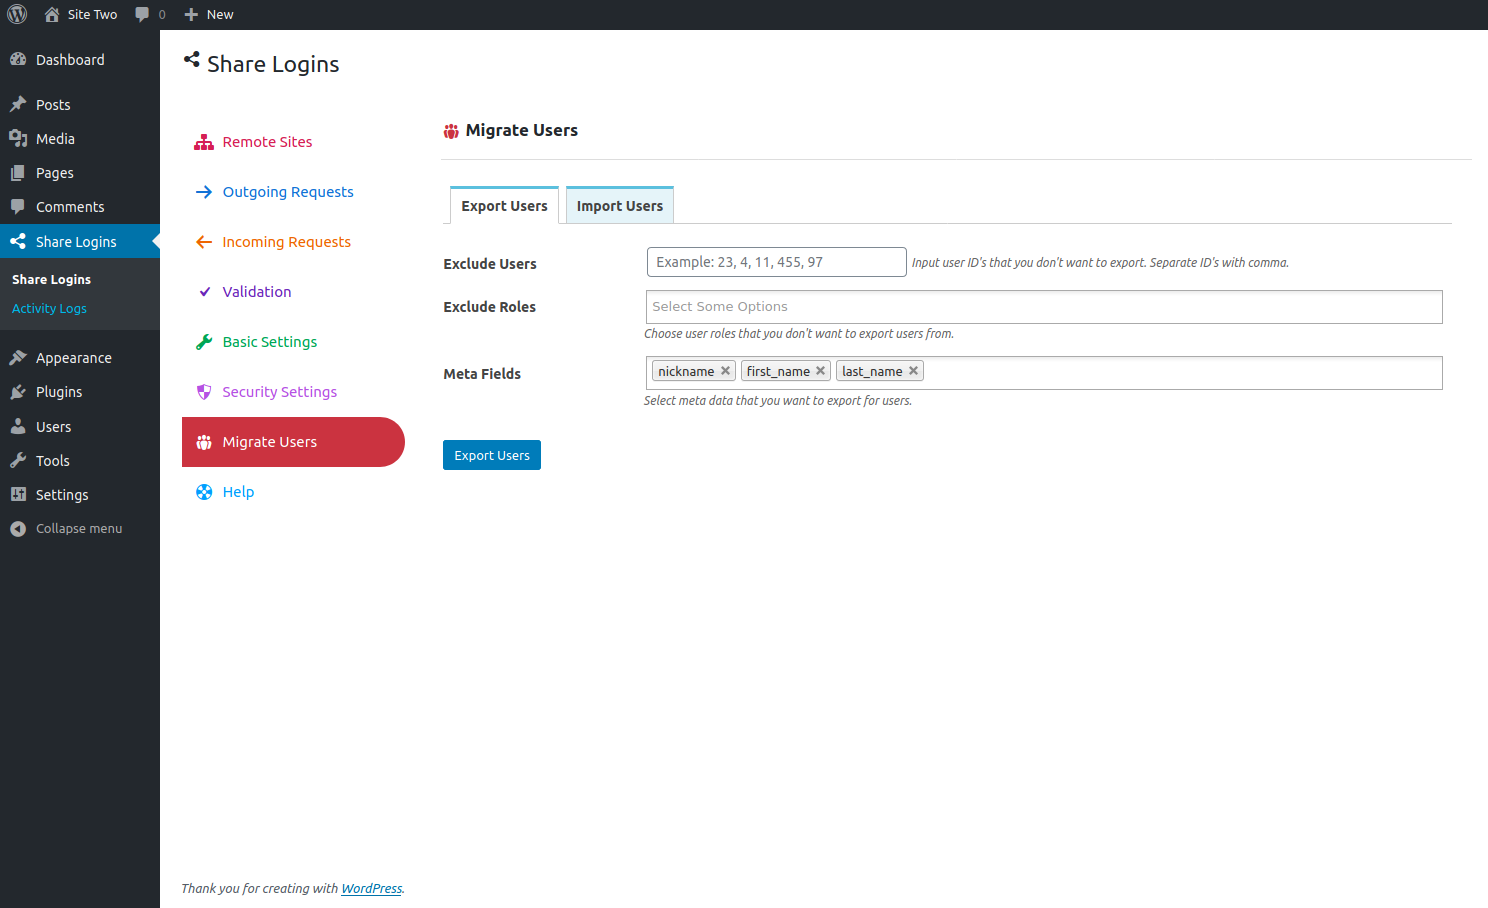 Site Two 0 New
Dashboard
Posts
Media
Pages
Comments
Share Logins
Share Logins
Activity Logs
Appearance
Plugins
Users
Tools
Settings
Collapse menu
Share Logins
Remote Sites
Outgoing Requests
Incoming Requests
Validation
Basic Settings
Security Settings
Migrate Users
Help
Migrate Users
Export Users Import Users
Exclude Users Example: 23, 4, 11, 455, 97 Input user ID's that you don't want to export. Separate ID's with comma.
Exclude Roles Select Some Options
Choose user roles that you don't want to export users from.
Meta Fields nickname first_name last_name
Select meta data that you want to export for users.
Export Users
Thank you for creating with WordPress.